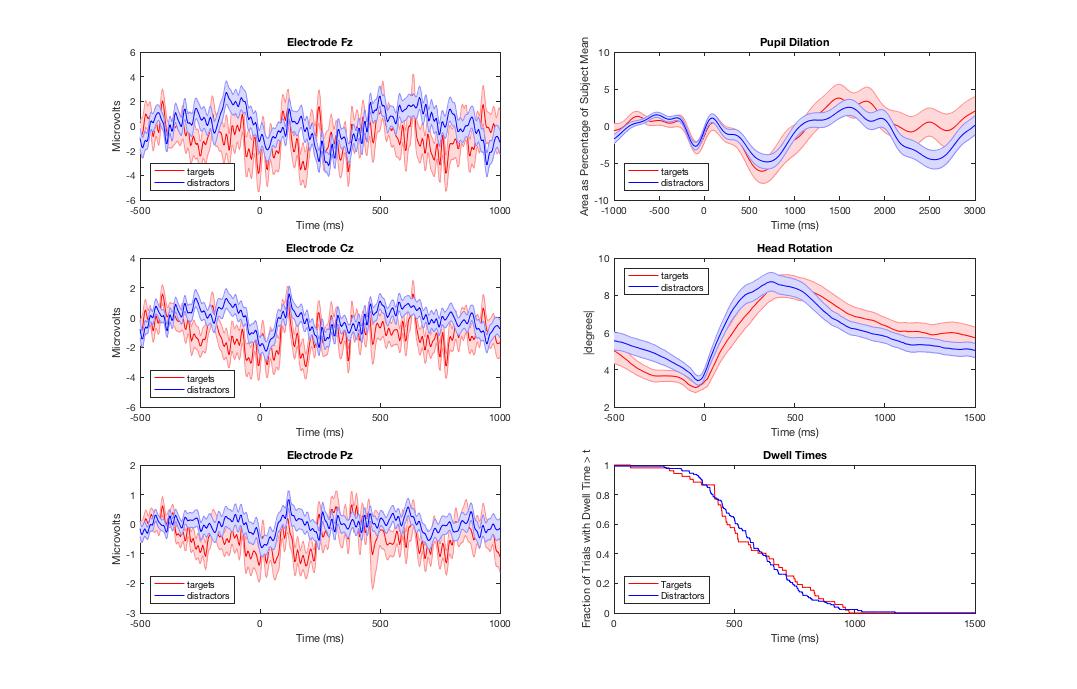 Electrode Fz
6
4
2
0
-2
-4
-6
Microvolts
targets
distractors
-500
0
500
1000
Time (ms)
Pupil Dilation
10
5
0
-5
-10
Area as Percentage of Subject Mean
targets
distractors
-1000
-500
0
500
1000
1500
2000
2500
3000
Time (ms)
Electrode Cz
4
2
0
-2
-4
-6
Microvolts
targets
distractors
-500
0
500
1000
Time (ms)
Head Rotation
10
8
6
4
2
|degrees|
targets
distractors
-500
0
500
1000
1500
Time (ms)
Electrode Pz
2
1
0
-1
-2
-3
Microvolts
targets
distractors
-500
0
500
1000
Time (ms)
Dwell Times
1
0.8
0.6
0.4
0.2
0
Fraction of Trials with Dwell Time > t
Targets
Distractors
0
500
1000
1500
Time (ms)